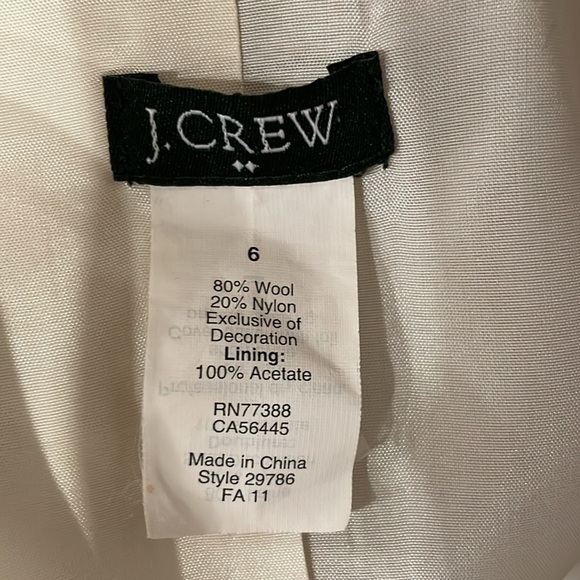 J.CREW
6
80% Wool
20% Nylon
Exclusive of
Decoration
Lining:
100% Acetate
RN77388
CA56445
Made in China
Style 29786
FA 11